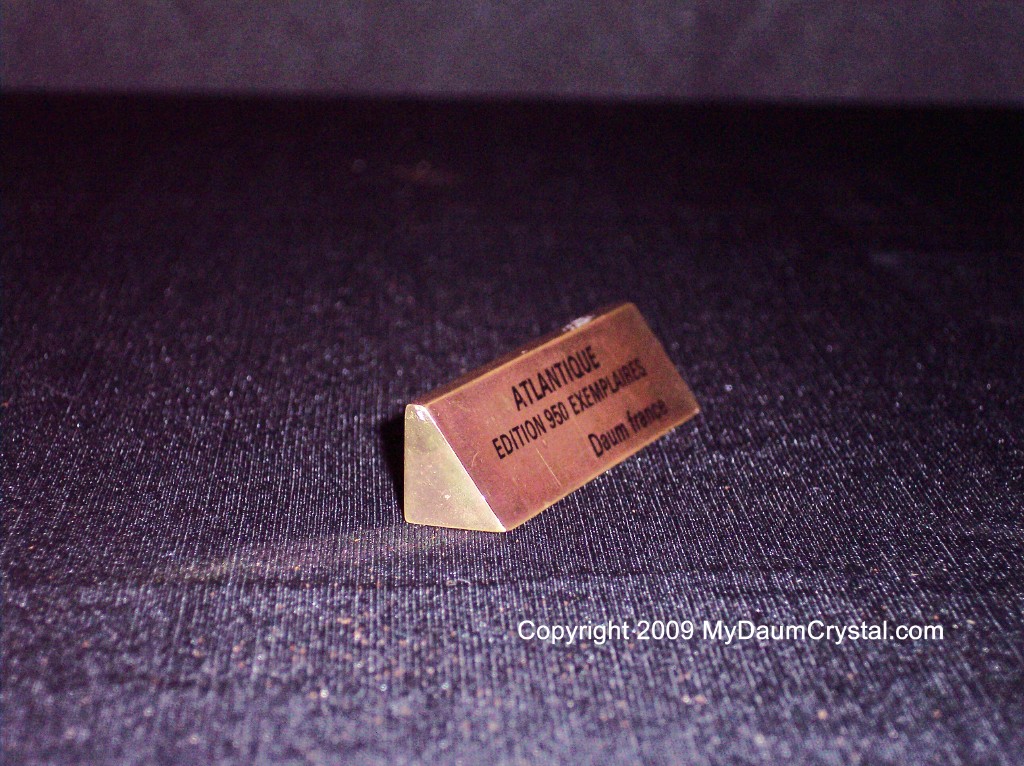 ATLANTIQUE
EDITION 950 EXEMPLAIRES
Daum france
Copyright 2009 MyDaumCrystal.com